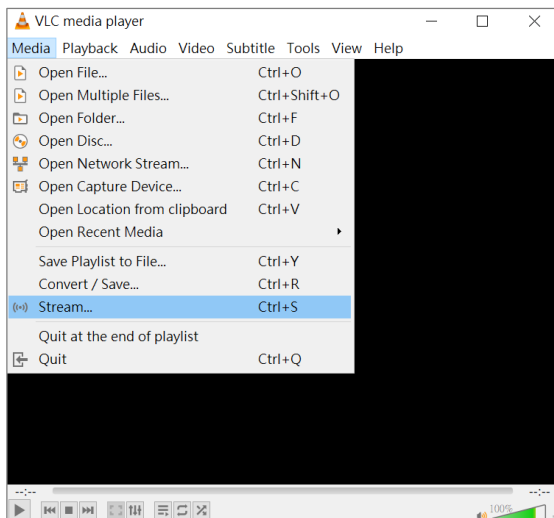 VLC media player
Media Playback Audio Video Subtitle Tools View Help
Open File... Ctrl+O
Open Multiple Files... Ctrl+Shift+O
Open Folder... Ctrl+F
Open Disc... Ctrl+D
Open Network Stream... Ctrl+N
Open Capture Device... Ctrl+C
Open Location from clipboard Ctrl+V
Open Recent Media
Save Playlist to File... Ctrl+Y
Convert / Save... Ctrl+R
Stream... Ctrl+S
Quit at the end of playlist
Quit Ctrl+Q
--:-- --:--
100%